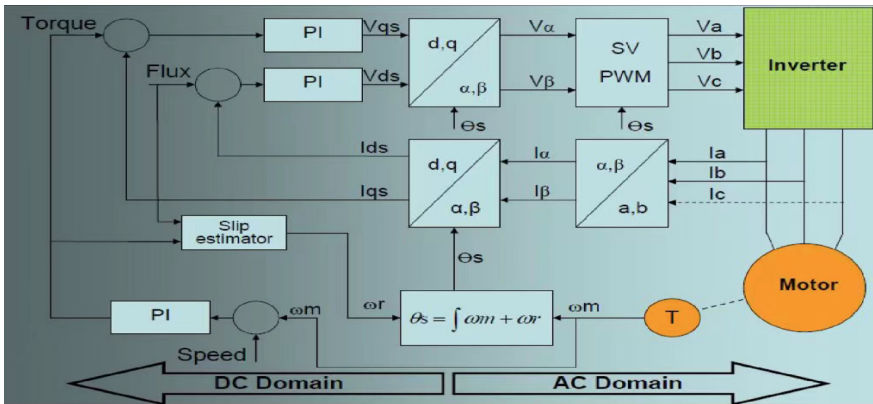 Torque
PI
Vqs
d,q
α,β
Vα
SV
PWM
Va
Vb
Vc
Inverter
Flux
PI
Vds
Vβ
Θs
Θs
Ids
Iqs
d,q
α,β
Iα
Iβ
α,β
a,b
Ia
Ib
Ic
Slip
estimator
Θs
Motor
PI
ωm
ωr
θs = ∫ ωm + ωr
ωm
T
Speed
DC Domain
AC Domain